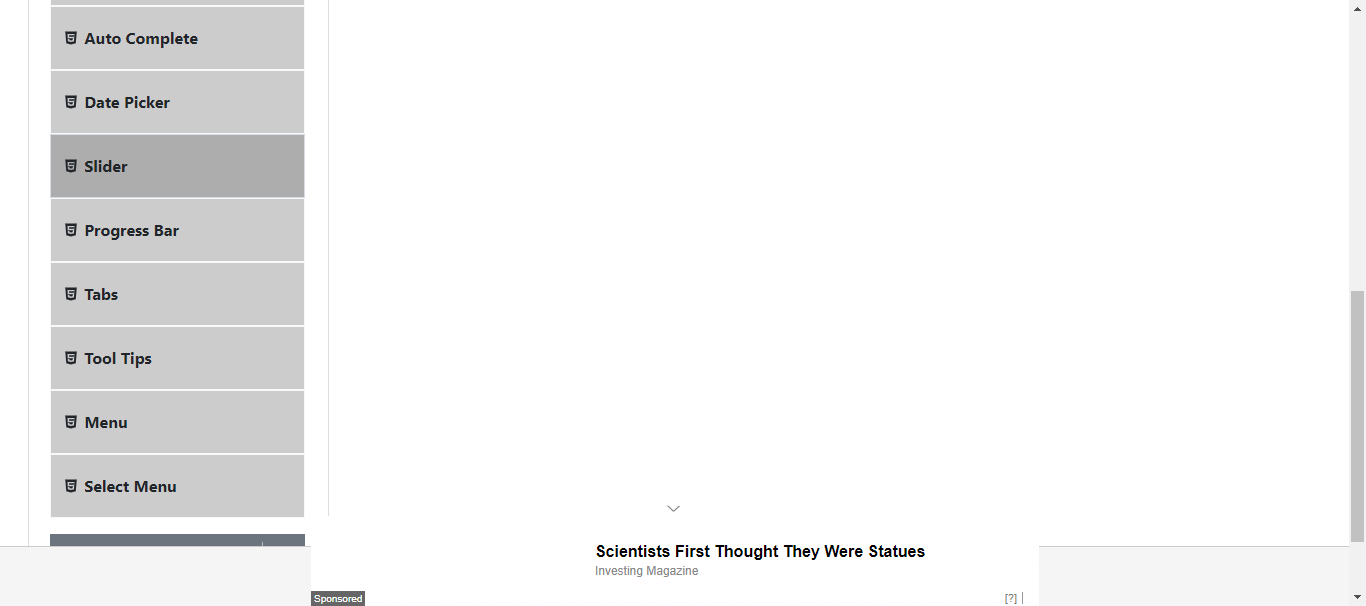 Auto Complete
Date Picker
Slider
Progress Bar
Tabs
Tool Tips
Menu
Select Menu
Scientists First Thought They Were Statues
Investing Magazine
Sponsored
[?] |